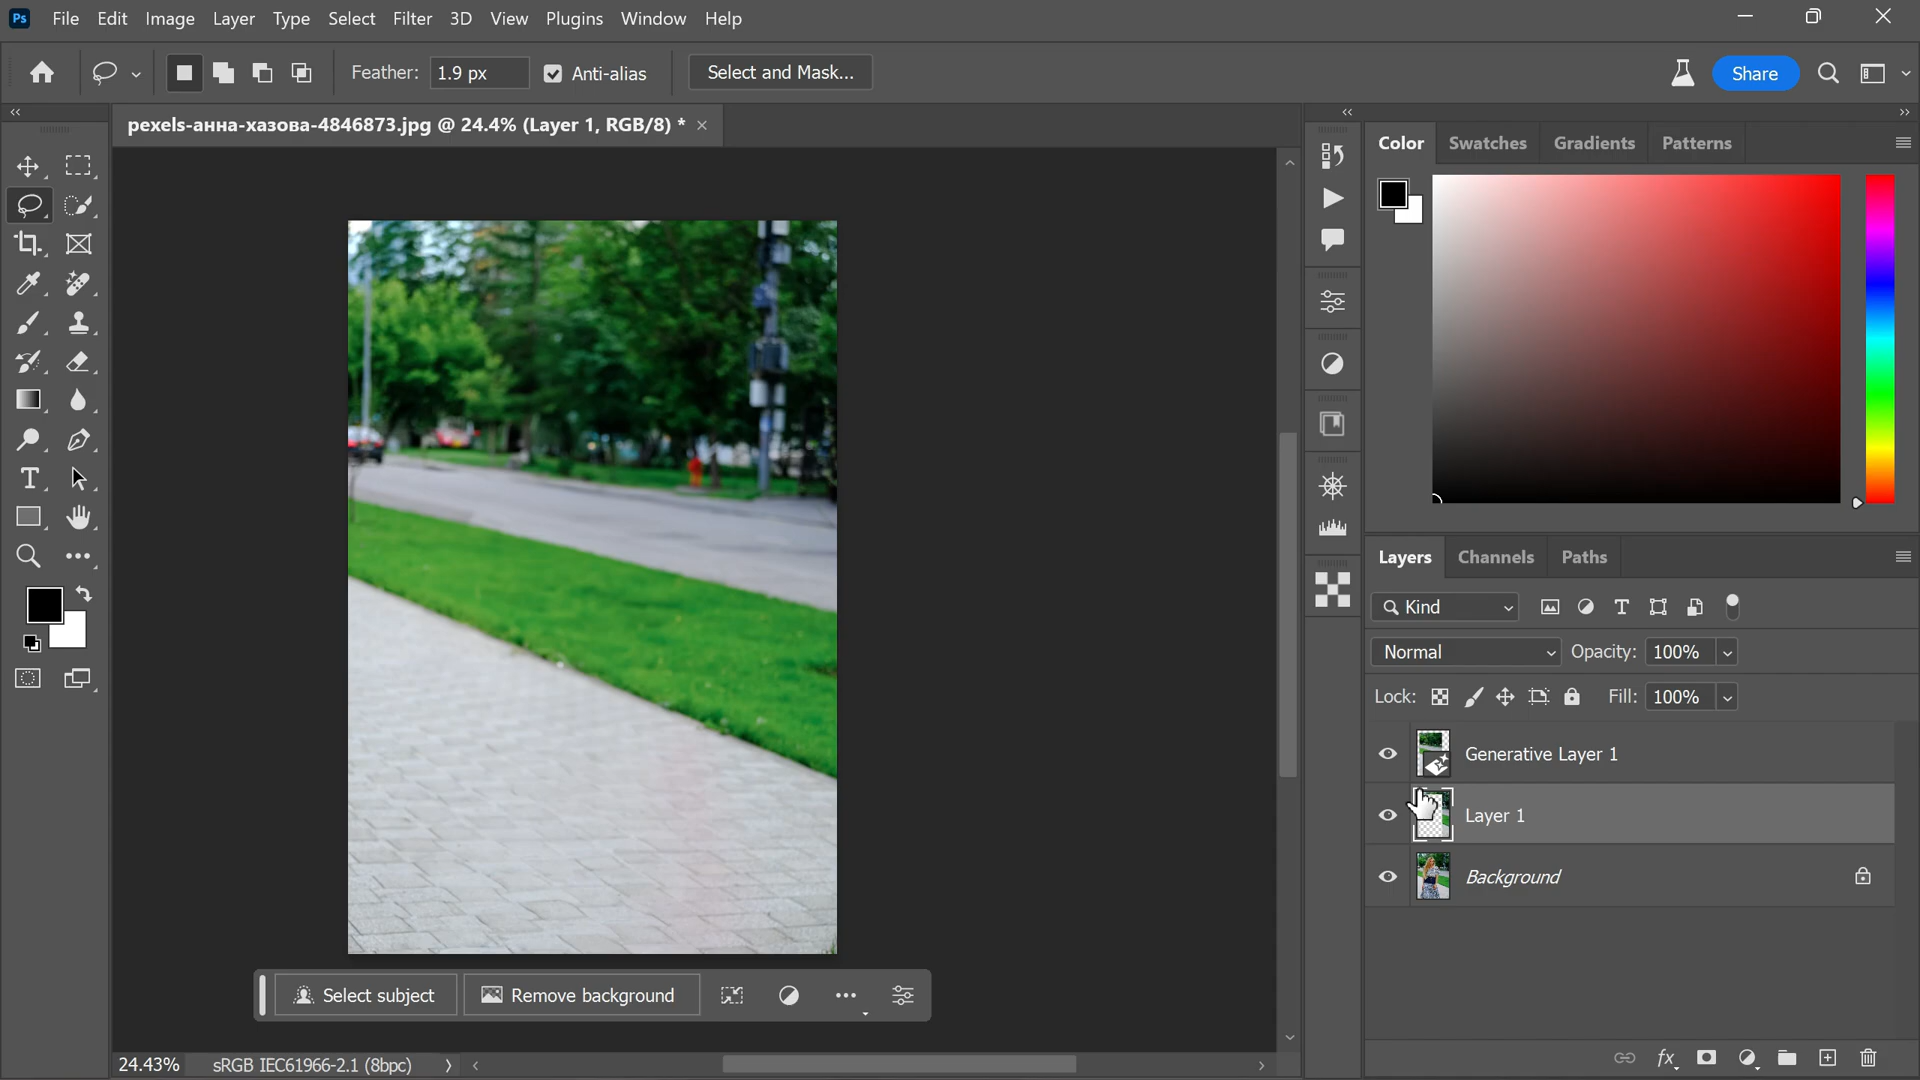 Ps File Edit Image Layer Type Select Filter 3D View Plugins Window Help
Feather: 1.9 px Anti-alias Select and Mask... Share
pexels-анна-хазова-4846873.jpg @ 24.4% (Layer 1, RGB/8) *
Color Swatches Gradients Patterns
Layers Channels Paths
Kind
Normal Opacity: 100%
Lock: Fill: 100%
Generative Layer 1
Layer 1
Background
Select subject Remove background
24.43% sRGB IEC61966-2.1 (8bpc)